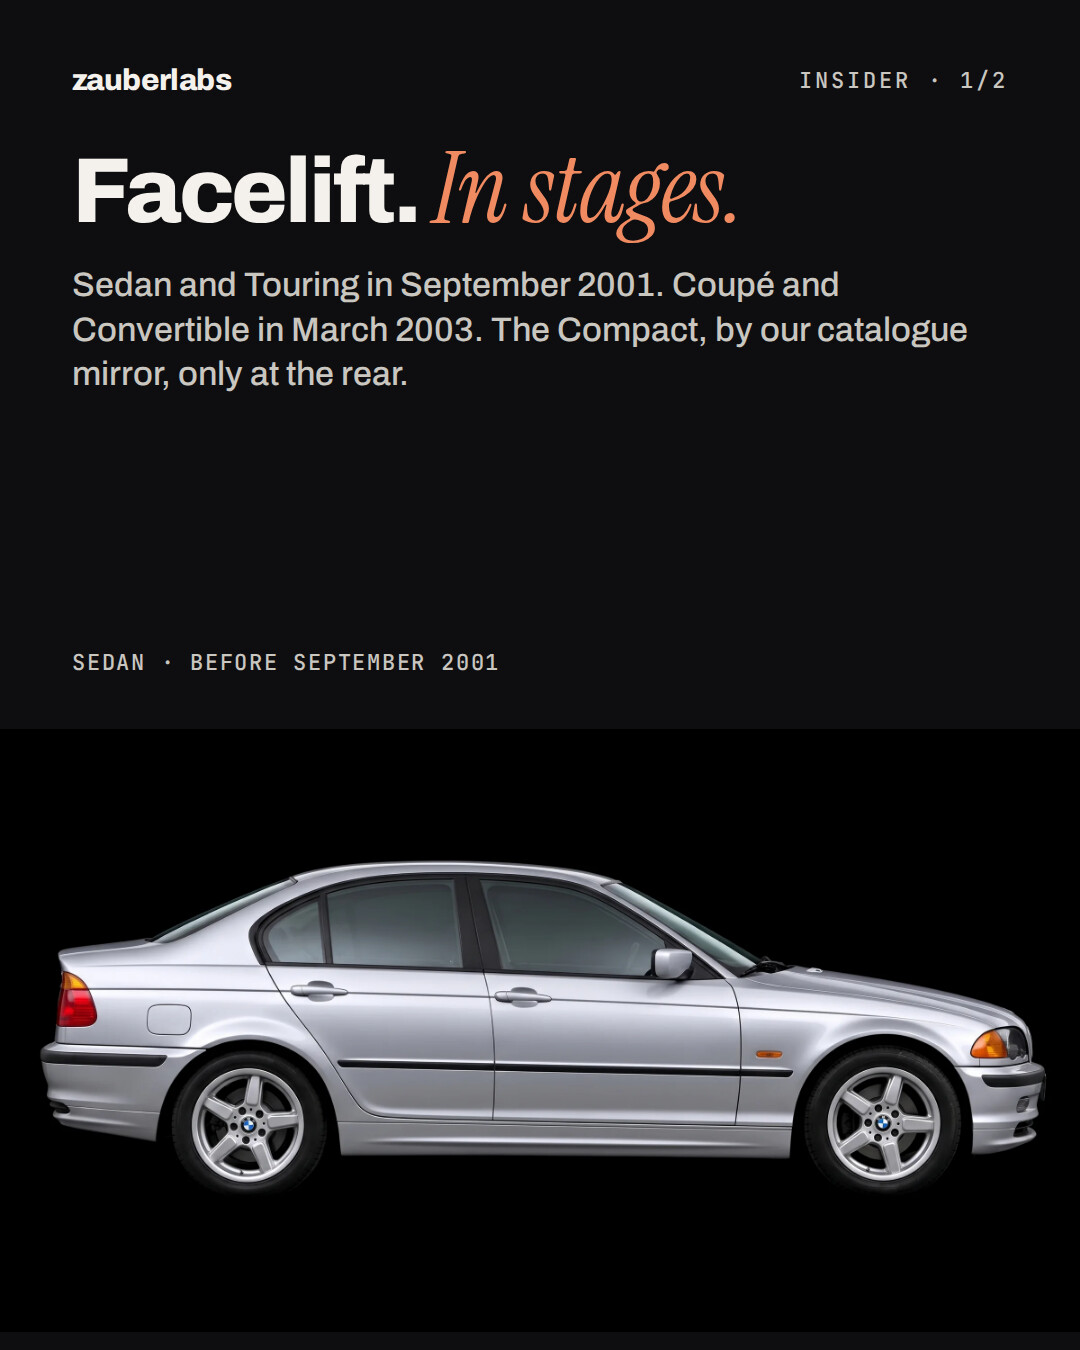 zauberlabs
INSIDER · 1/2
Facelift. In stages.
Sedan and Touring in September 2001. Coupé and
Convertible in March 2003. The Compact, by our catalogue
mirror, only at the rear.
SEDAN · BEFORE SEPTEMBER 2001